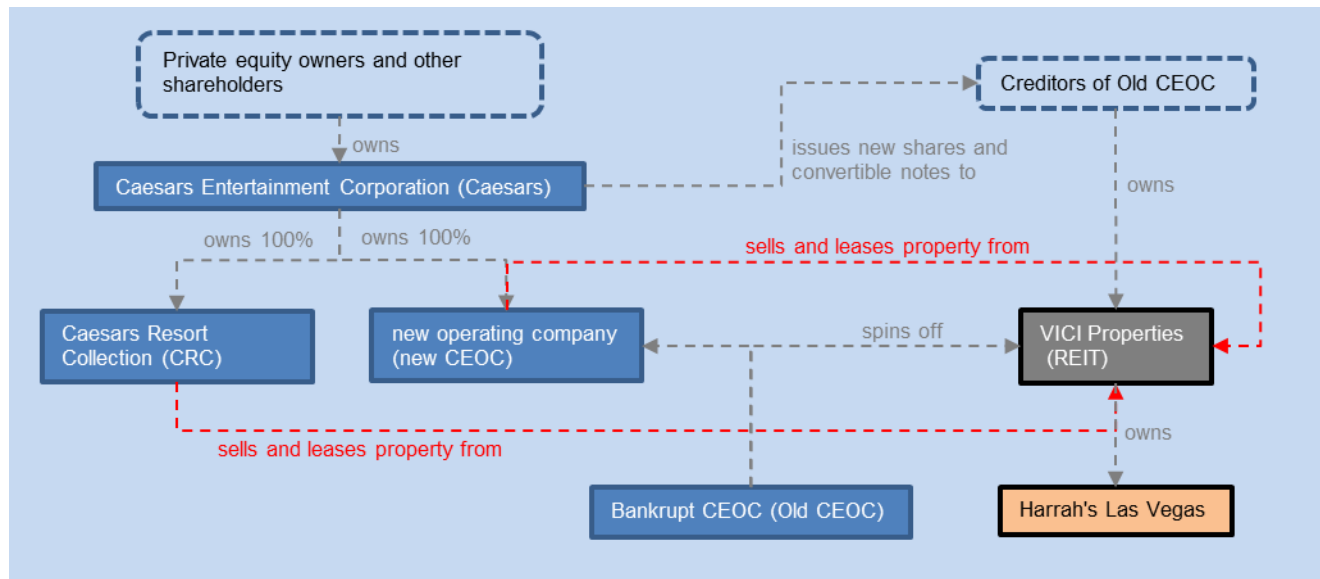 Private equity owners and other
shareholders
Creditors of Old CEOC
owns
issues new shares and
convertible notes to
Caesars Entertainment Corporation (Caesars)
owns
owns 100%
owns 100%
sells and leases property from
Caesars Resort
Collection (CRC)
new operating company
(new CEOC)
spins off
VICI Properties
(REIT)
sells and leases property from
owns
Bankrupt CEOC (Old CEOC)
Harrah's Las Vegas